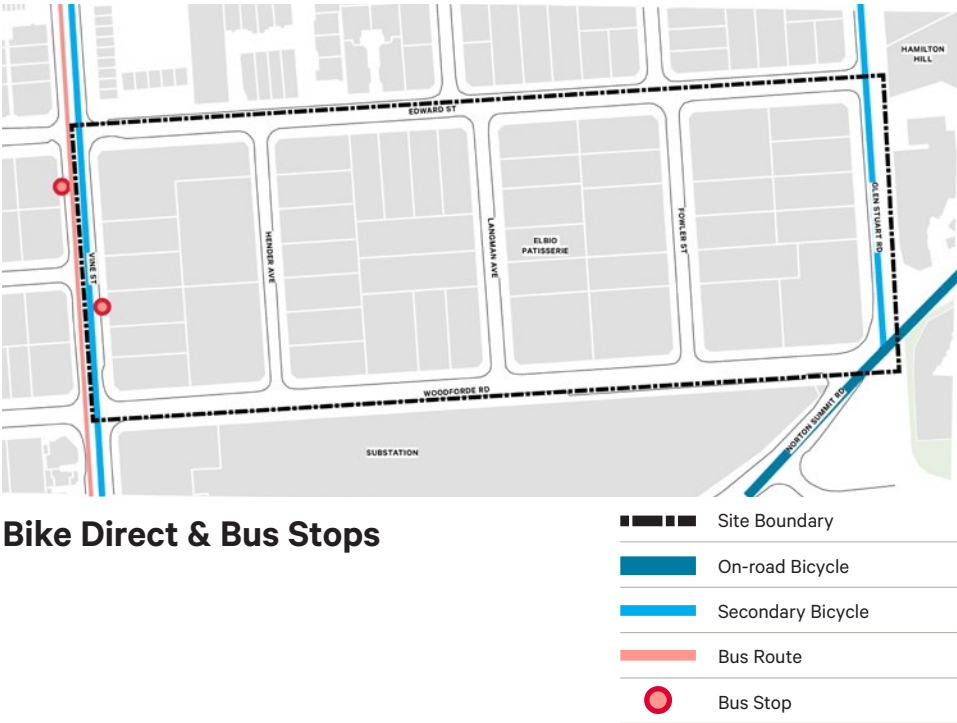 HAMILTON
HILL
EDWARD ST
VINE ST
HENDER AVE
LANGMAN AVE
ELBIO
PATISSERIE
FOWLER ST
GLEN STUART RD
WOODFORDE RD
NORTON SUMMIT RD
SUBSTATION
Bike Direct & Bus Stops
Site Boundary
On-road Bicycle
Secondary Bicycle
Bus Route
Bus Stop